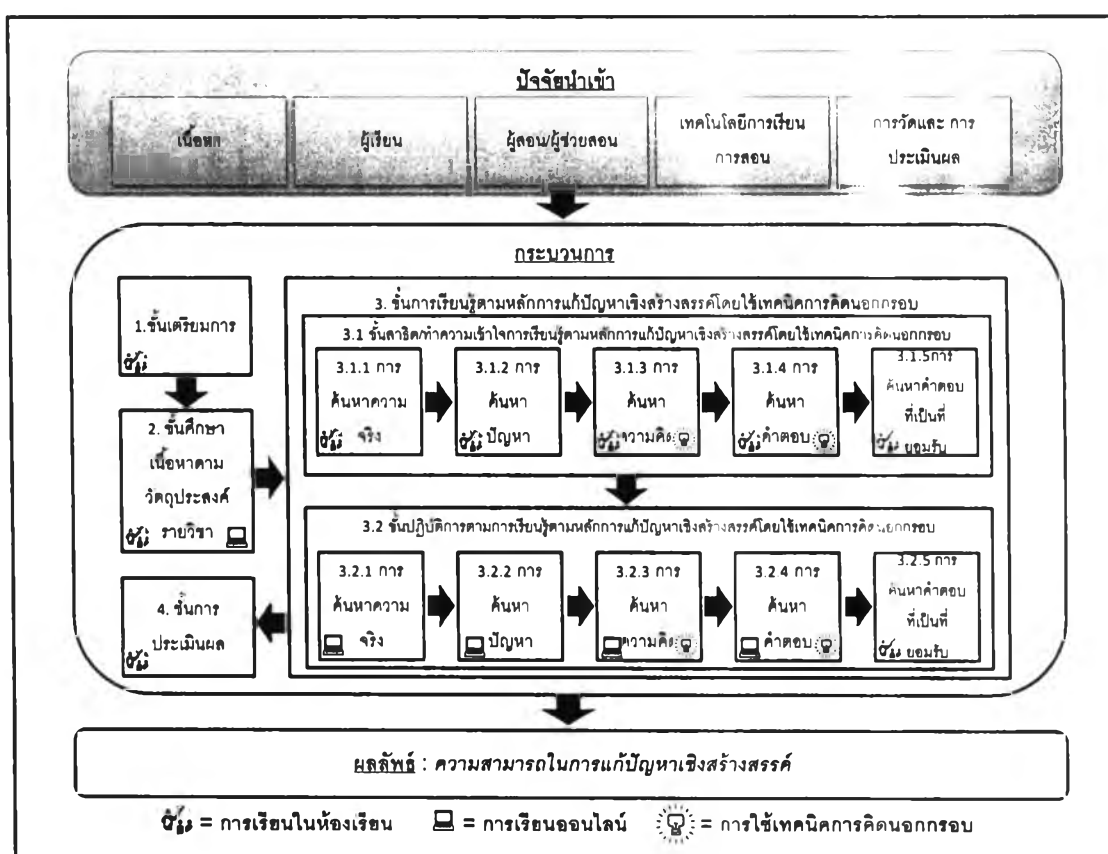 ปัจจัยนำเข้า
เนื้อหา
ผู้เรียน
ผู้สอน/ผู้ช่วยสอน
เทคโนโลยีการเรียน
การสอน
การวัดและ การ
ประเมินผล
กระบวนการ
1.ขั้นเตรียมการ
2. ขั้นศึกษา
เนื้อหาตาม
วัตถุประสงค์
รายวิชา
3. ขั้นการเรียนรู้ตามหลักการแก้ปัญหาเชิงสร้างสรรค์โดยใช้เทคนิคการคิดนอกกรอบ
3.1 ขั้นสาธิต/ทำความเข้าใจการเรียนรู้ตามหลักการแก้ปัญหาเชิงสร้างสรรค์โดยใช้เทคนิคการคิดนอกกรอบ
3.1.1 การ
ค้นหาความ
จริง
3.1.2 การ
ค้นหา
ปัญหา
3.1.3 การ
ค้นหา
ความคิด
3.1.4 การ
ค้นหา
คำตอบ
3.1.5การ
ค้นหาคำตอบ
ที่เป็นที่
ยอมรับ
3.2 ขั้นปฏิบัติการตามการเรียนรู้ตามหลักการแก้ปัญหาเชิงสร้างสรรค์โดยใช้เทคนิคการคิดนอกกรอบ
3.2.1 การ
ค้นหาความ
จริง
3.2.2 การ
ค้นหา
ปัญหา
3.2.3 การ
ค้นหา
ความคิด
3.2.4 การ
ค้นหา
คำตอบ
3.2.5 การ
ค้นหาคำตอบ
ที่เป็นที่
ยอมรับ
4. ขั้นการ
ประเมินผล
ผลลัพธ์ : ความสามารถในการแก้ปัญหาเชิงสร้างสรรค์
= การเรียนในห้องเรียน
= การเรียนออนไลน์
= การใช้เทคนิคการคิดนอกกรอบ